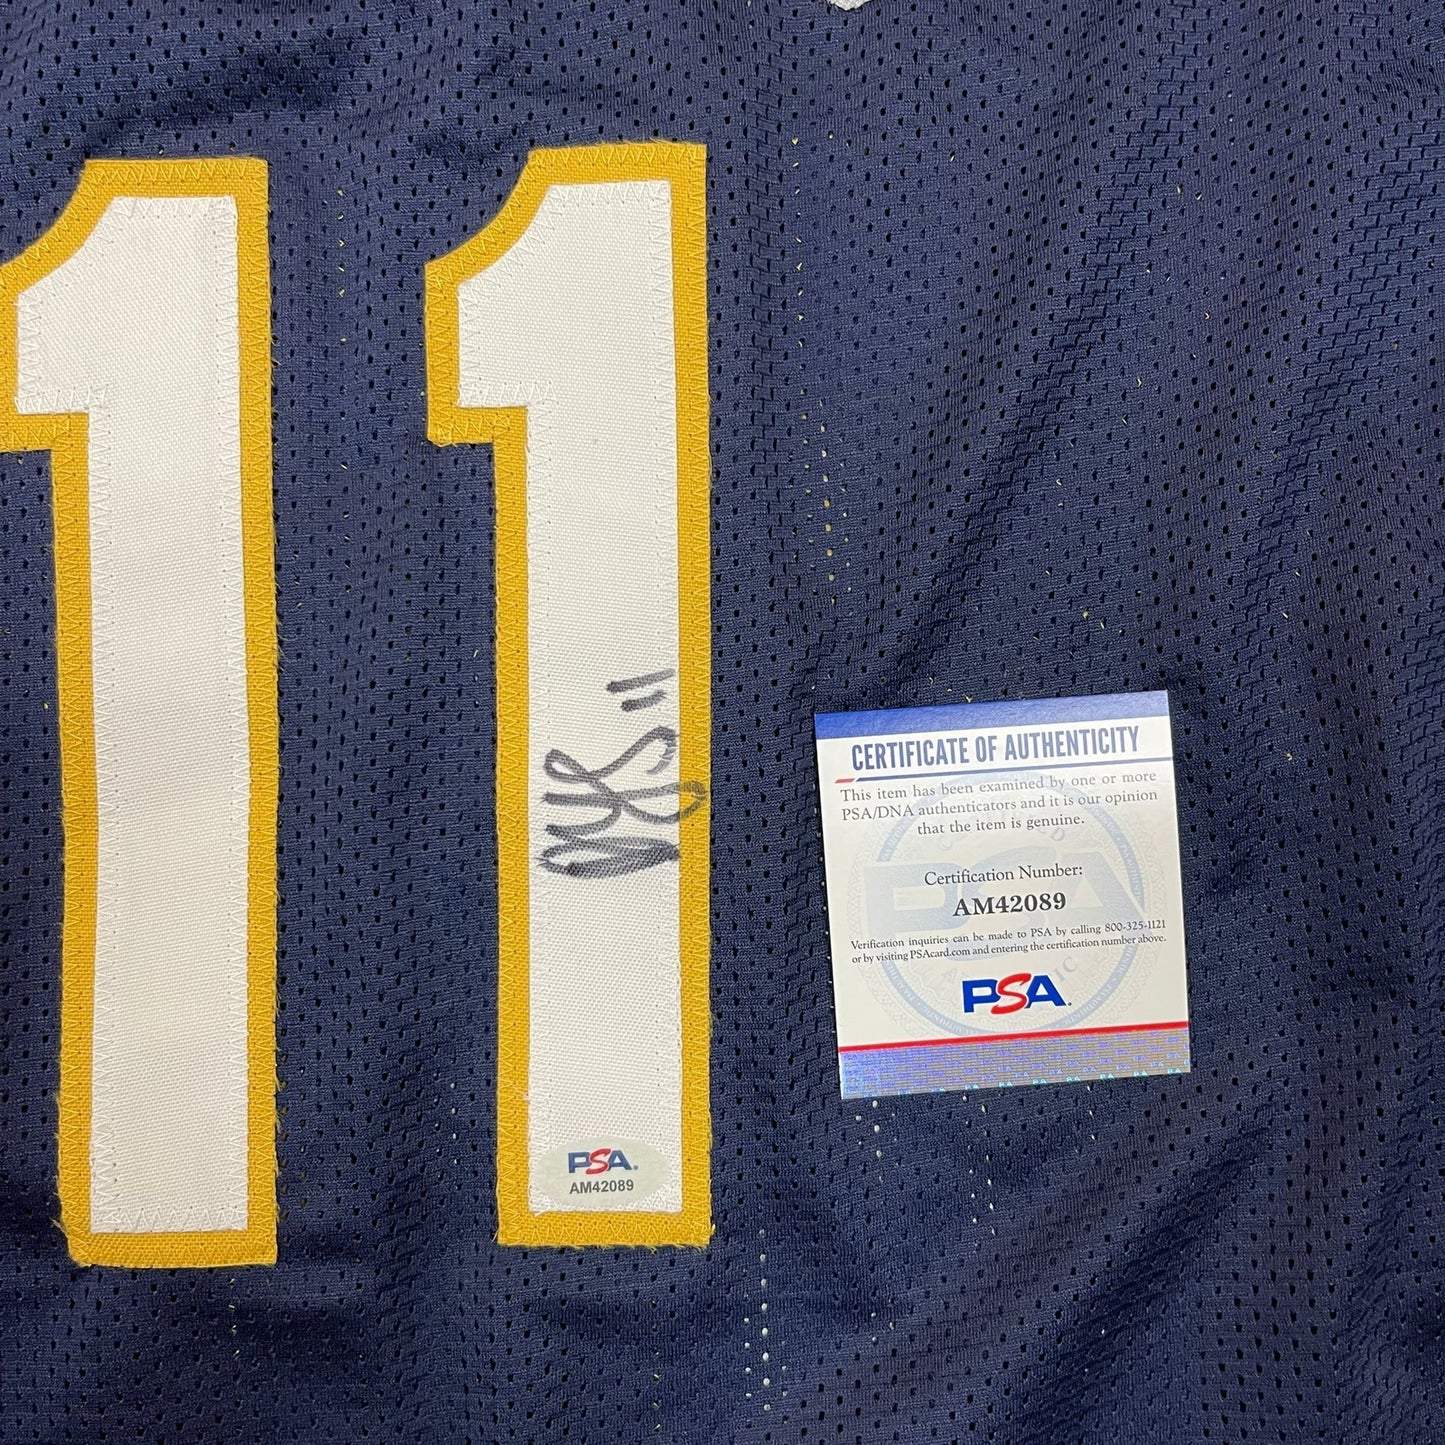 11
11
CERTIFICATE OF AUTHENTICITY
This item has been examined by one or more
PSA/DNA authenticators and it is our opinion
that the item is genuine.
Certification Number:
AM42089
Verification inquiries can be made to PSA by calling 800-325-1121
or by visiting PSAcard.com and entering the certification number above.
PSA
PSA
AM42089